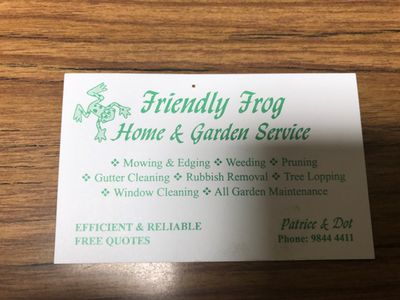 Friendly Frog
Home & Garden Service
❖ Mowing & Edging ❖ Weeding ❖ Pruning
❖ Gutter Cleaning ❖ Rubbish Removal ❖ Tree Lopping
❖ Window Cleaning ❖ All Garden Maintenance
EFFICIENT & RELIABLE
FREE QUOTES
Patrice & Dot
Phone: 9844 4411